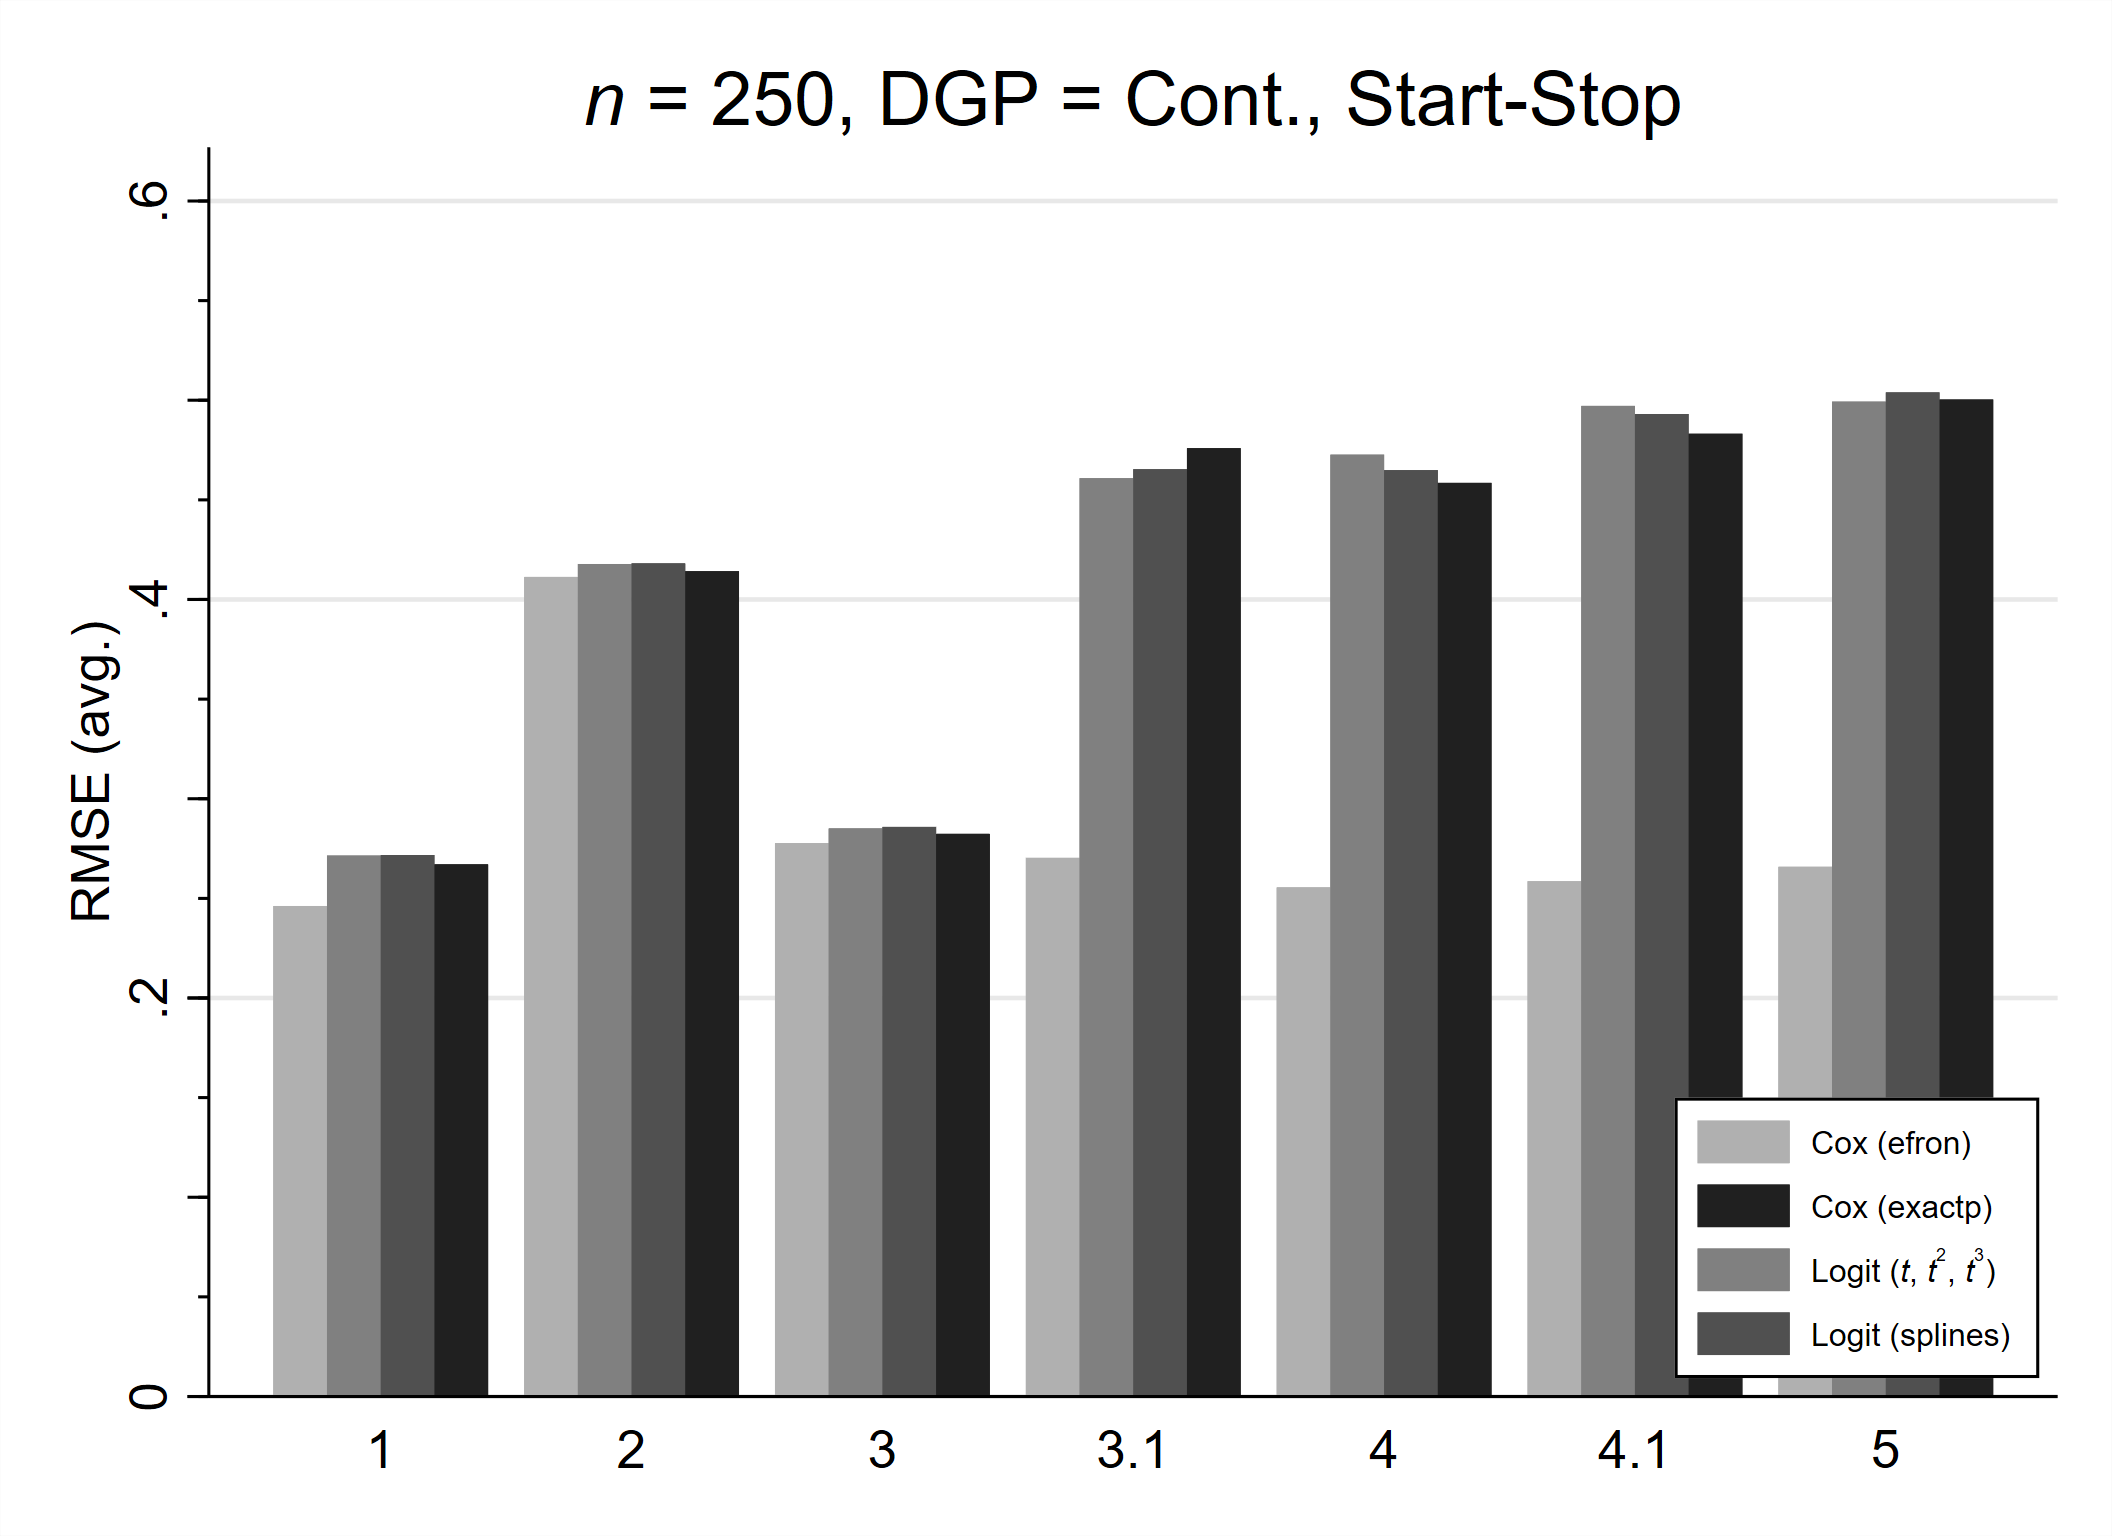 n = 250, DGP = Cont., Start-Stop
RMSE (avg.)
.6
.4
.2
0
1 2 3 3.1 4 4.1 5
Cox (efron)
Cox (exactp)
Logit (t, t², t³)
Logit (splines)